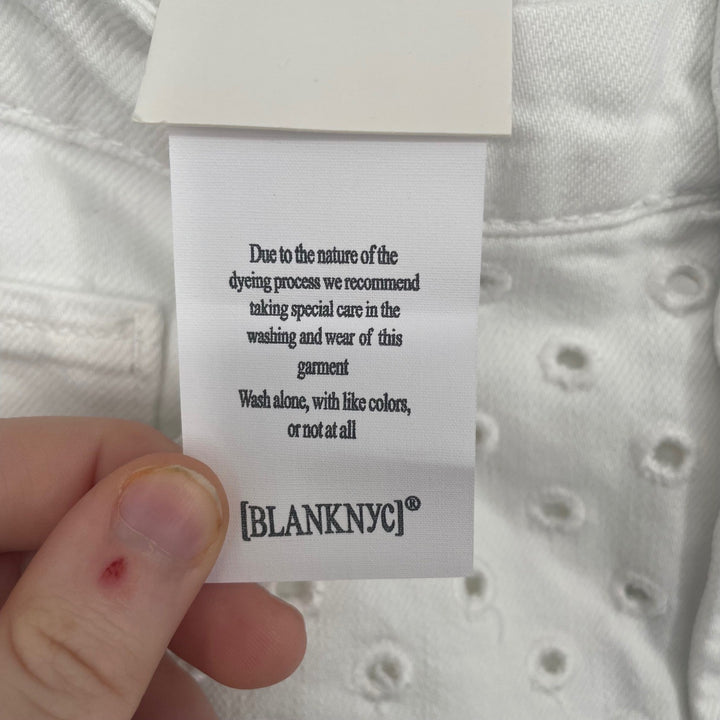 Due to the nature of the
dyeing process we recommend
taking special care in the
washing and wear of this
garment
Wash alone, with like colors,
or not at all
[BLANKNYC]®